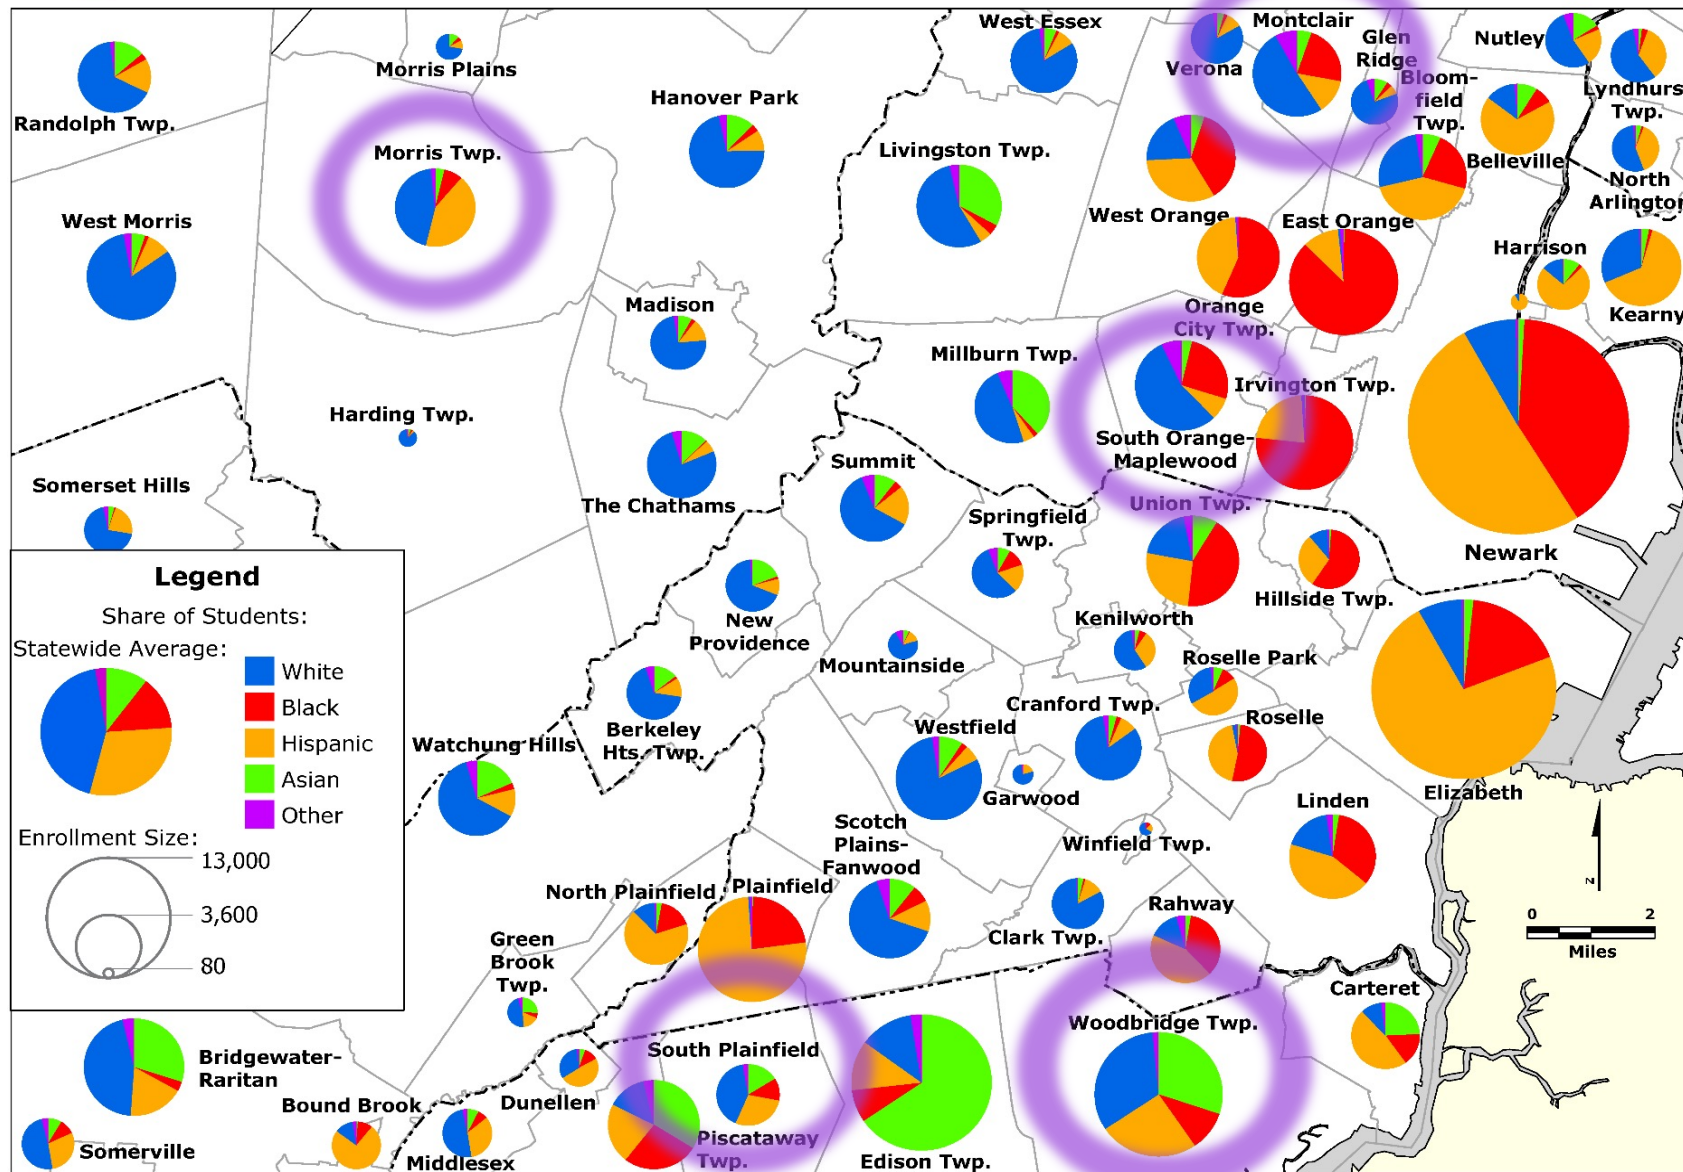 West Essex
Montclair
Nutley
Morris Plains
Verona
Glen
Ridge
Bloom-
field
Twp.
Lyndhurs
Twp.
Randolph Twp.
Hanover Park
Morris Twp.
Livingston Twp.
Belleville
North
Arlington
West Morris
West Orange
East Orange
Harrison
Madison
Orange
City Twp.
Kearny
Millburn Twp.
Irvington Twp.
Harding Twp.
South Orange-
Maplewood
Summit
Somerset Hills
The Chathams
Union Twp.
Springfield
Twp.
Newark
Legend
Share of Students:
Statewide Average:
White
Black
Hispanic
Asian
Other
Enrollment Size:
13,000
3,600
80
New
Providence
Hillside Twp.
Kenilworth
Mountainside
Roselle Park
Cranford Twp.
Roselle
Berkeley
Hts. Twp.
Westfield
Watchung Hills
Garwood
Elizabeth
Linden
Scotch
Plains-
Fanwood
Winfield Twp.
North Plainfield
Plainfield
Rahway
Clark Twp.
N
0 2
Miles
Green
Brook
Twp.
Carteret
Woodbridge Twp.
South Plainfield
Bridgewater-
Raritan
Bound Brook
Dunellen
Piscataway
Twp.
Edison Twp.
Somerville
Middlesex